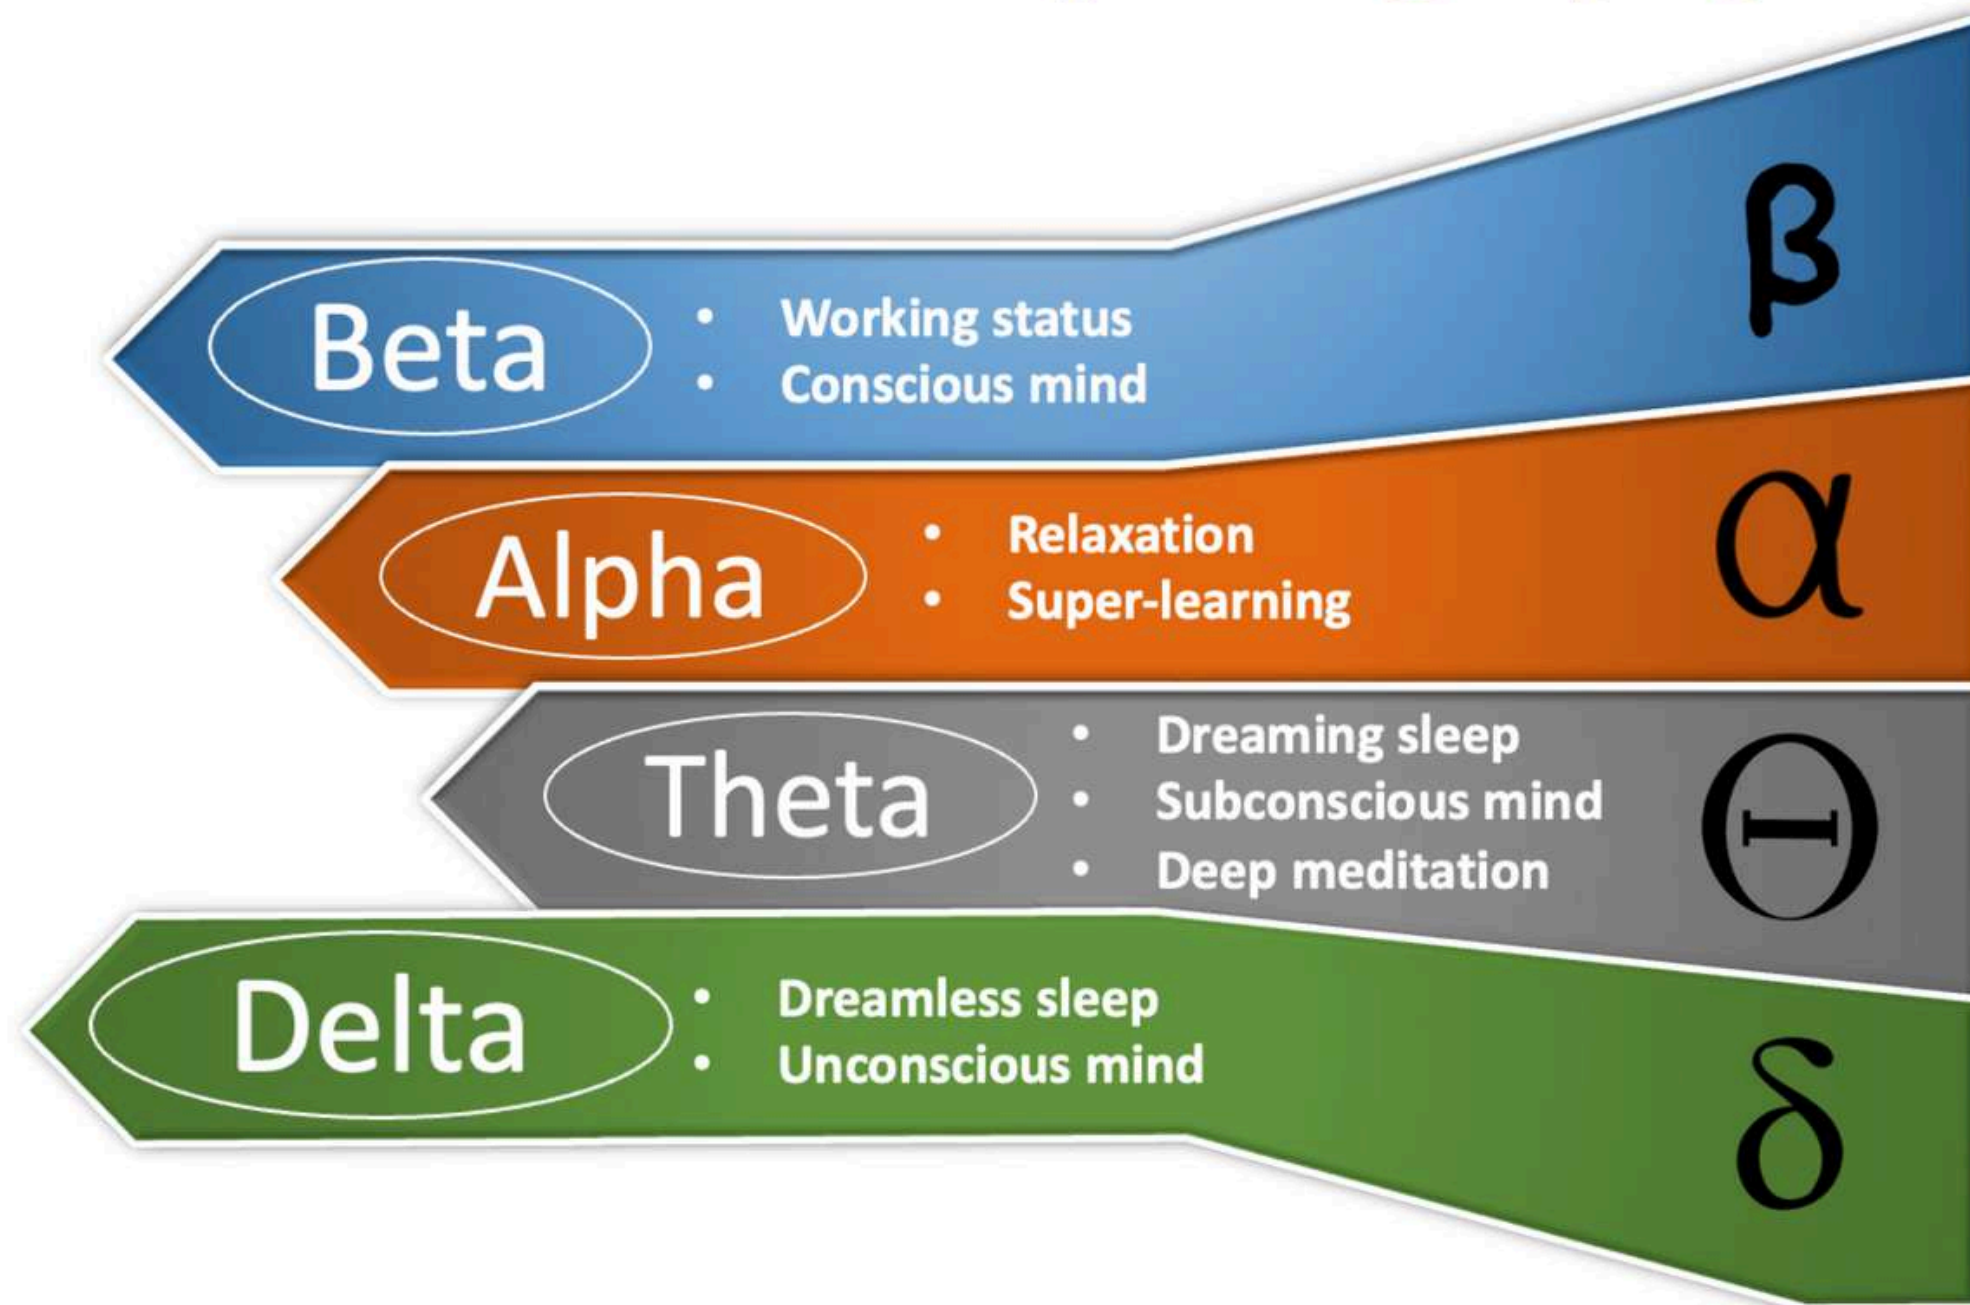 Beta
• Working status
• Conscious mind
β
Alpha
• Relaxation
• Super-learning
α
Theta
• Dreaming sleep
• Subconscious mind
• Deep meditation
Θ
Delta
• Dreamless sleep
• Unconscious mind
δ